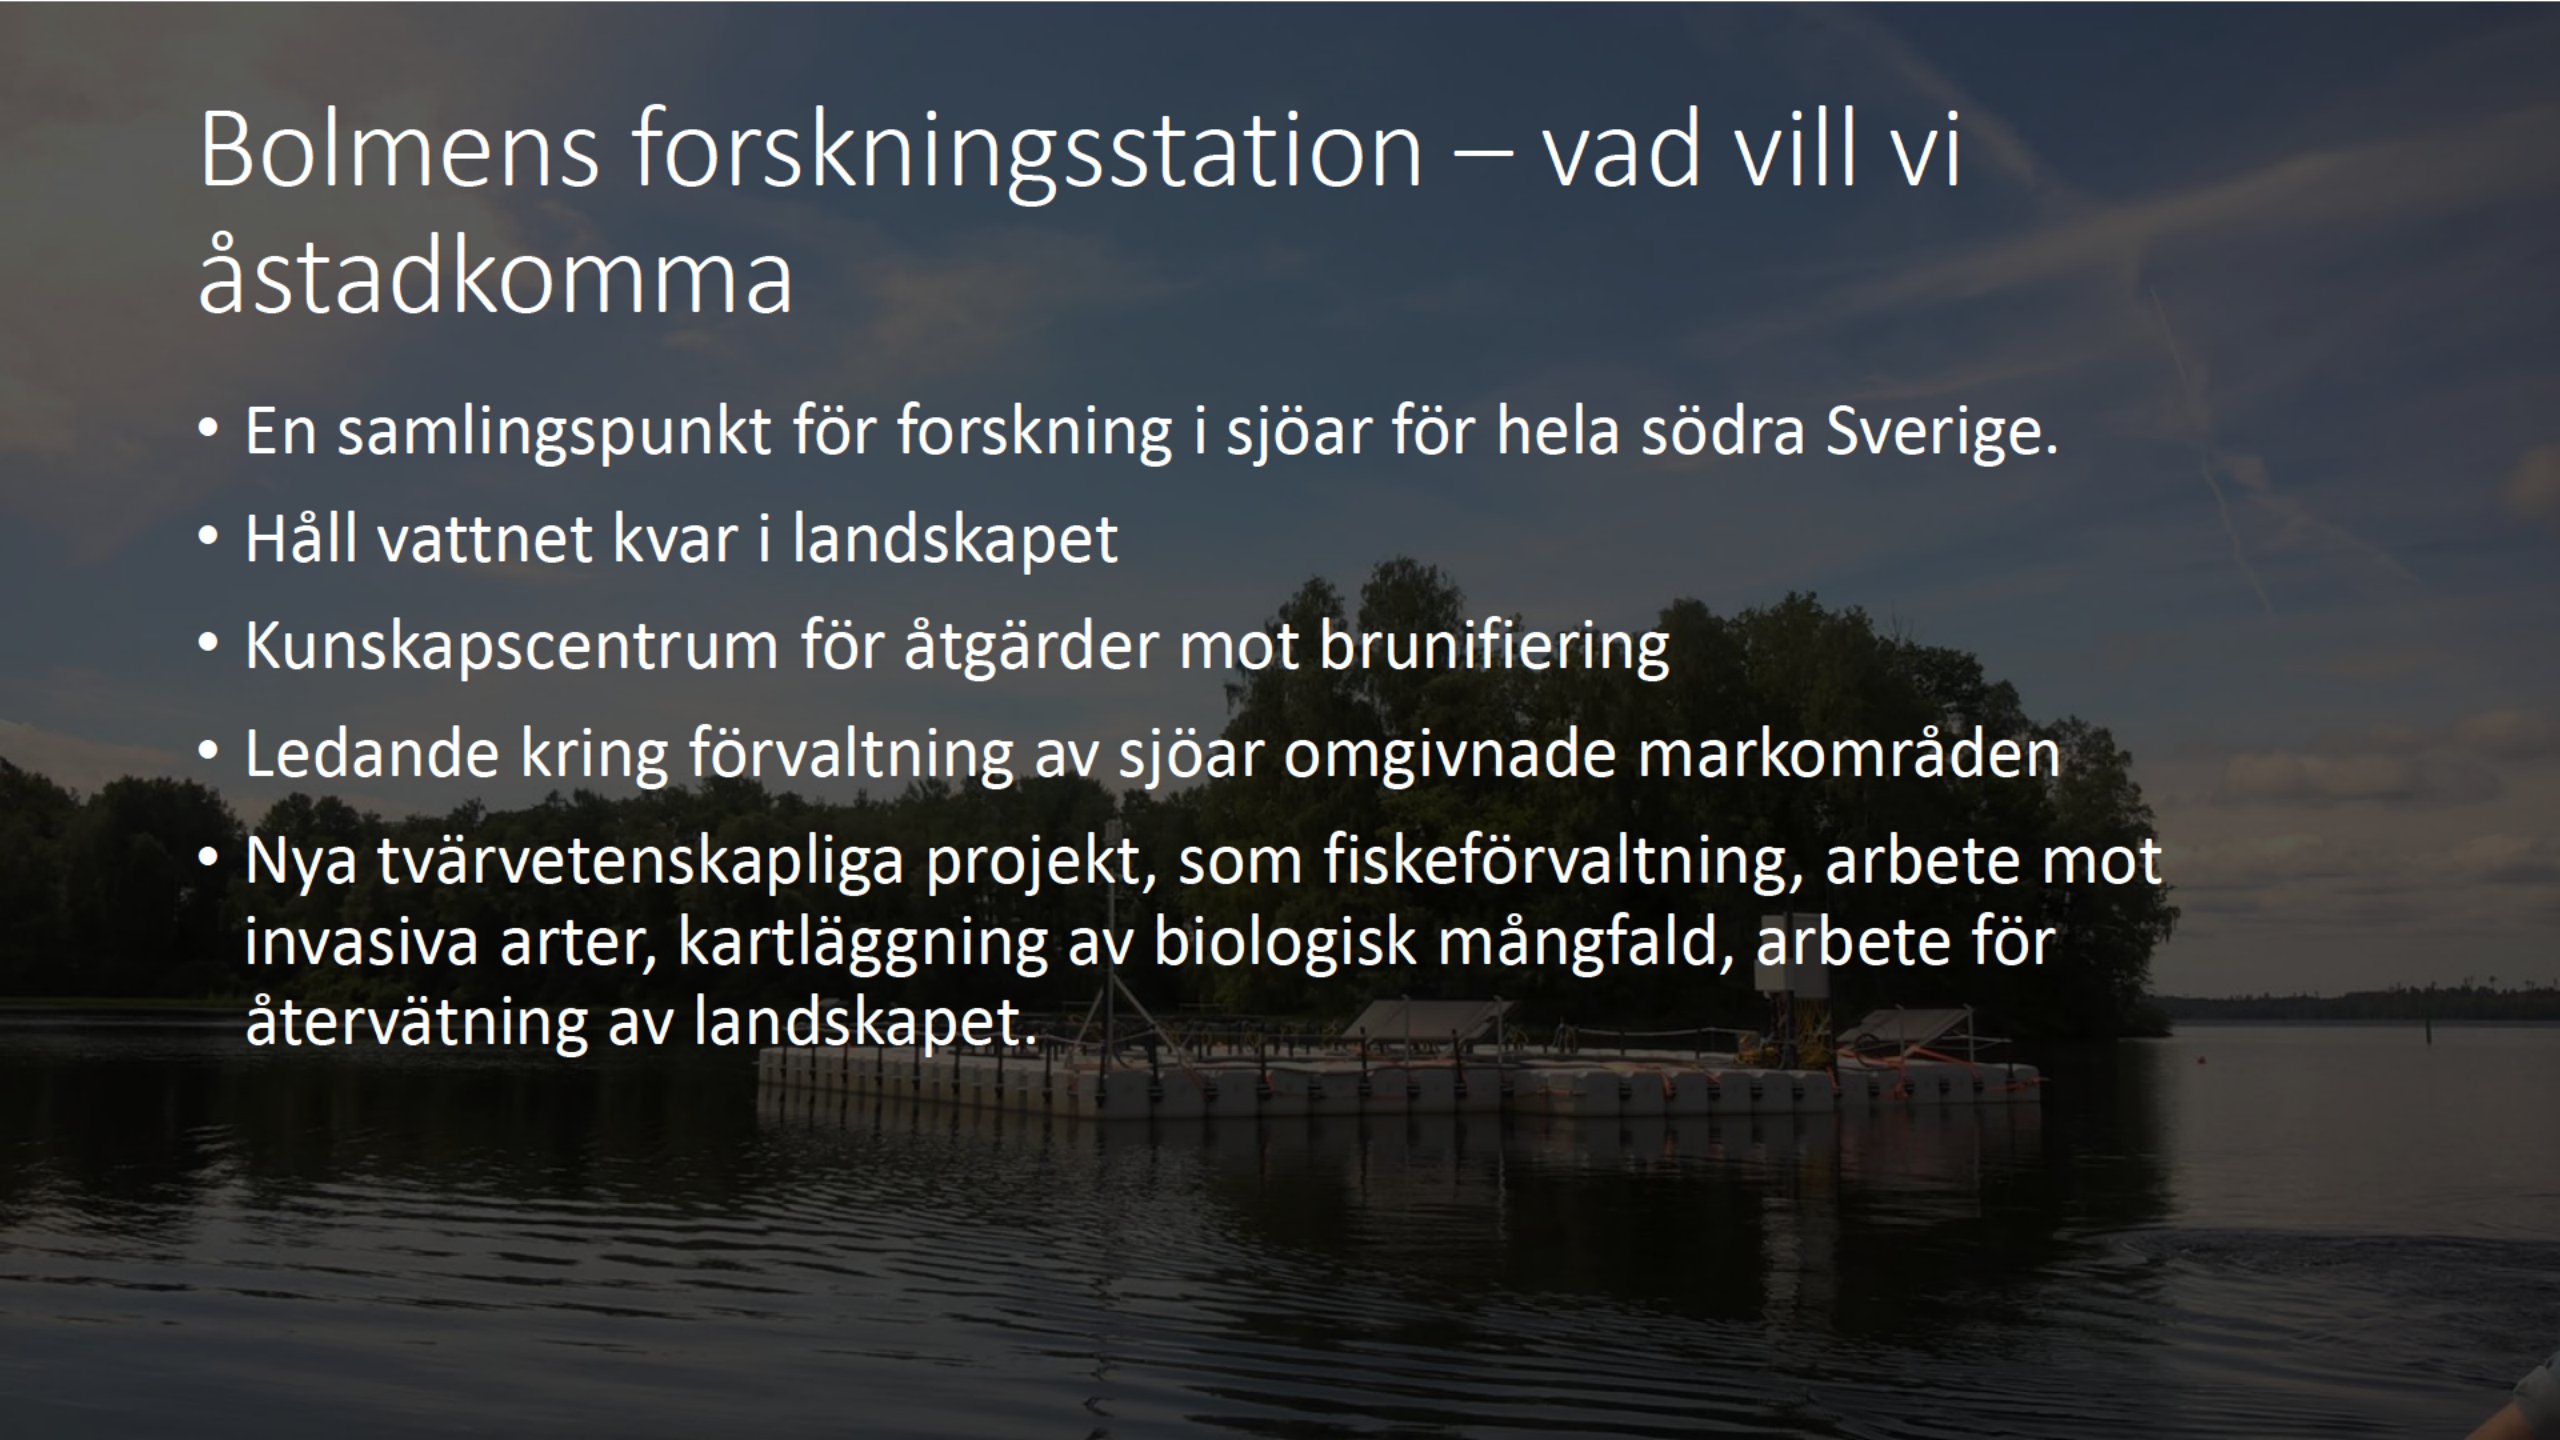 Bolmens forskningsstation – vad vill vi
åstadkomma
• En samlingspunkt för forskning i sjöar för hela södra Sverige.
• Håll vattnet kvar i landskapet
• Kunskapscentrum för åtgärder mot brunifiering
• Ledande kring förvaltning av sjöar omgivnade markområden
• Nya tvärvetenskapliga projekt, som fiskeförvaltning, arbete mot
invasiva arter, kartläggning av biologisk mångfald, arbete för
återvätning av landskapet.